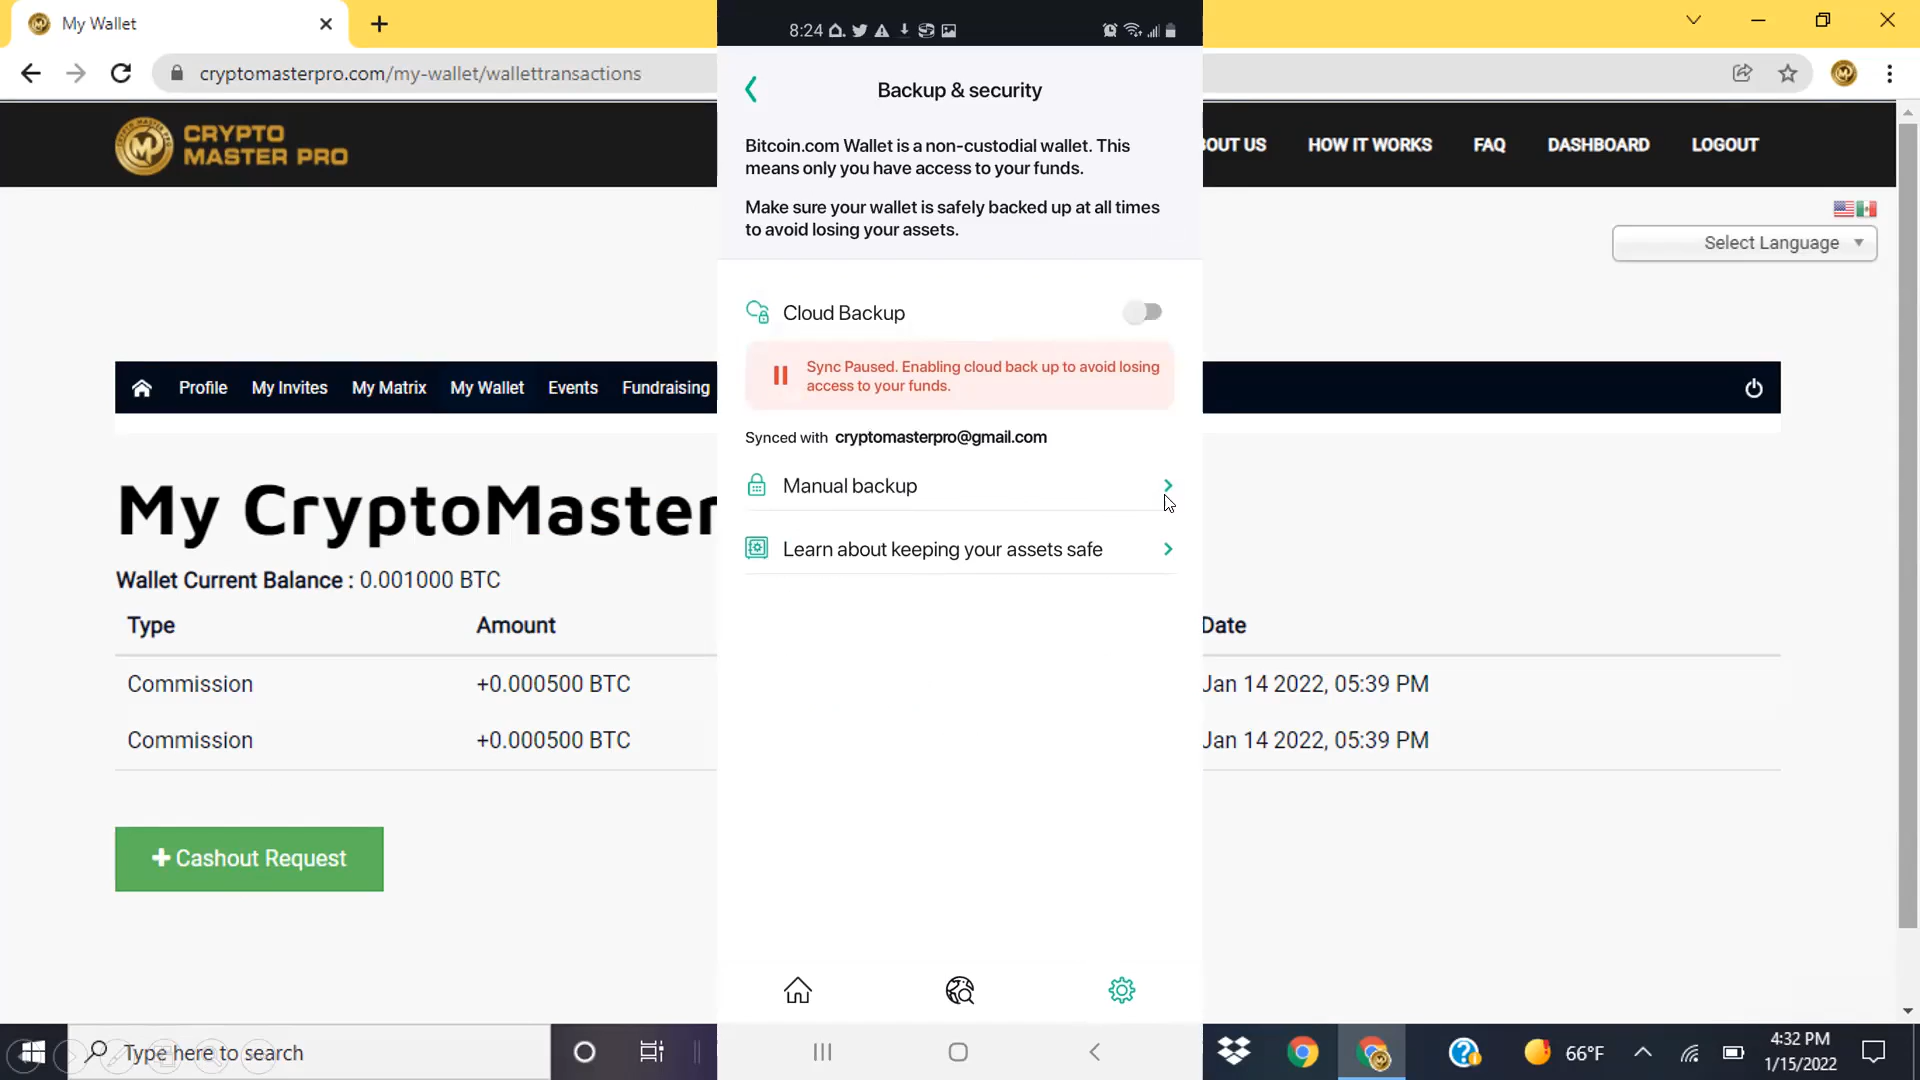 My Wallet
cryptomasterpro.com/my-wallet/wallettransactions
8:24
Backup & security
Bitcoin.com Wallet is a non-custodial wallet. This
means only you have access to your funds.
Make sure your wallet is safely backed up at all times
to avoid losing your assets.
Cloud Backup
Sync Paused. Enabling cloud back up to avoid losing
access to your funds.
Synced with cryptomasterpro@gmail.com
Manual backup
Learn about keeping your assets safe
CRYPTO
MASTER PRO
OUT US HOW IT WORKS FAQ DASHBOARD LOGOUT
Select Language
Profile My Invites My Matrix My Wallet Events Fundraising
My CryptoMaster
Wallet Current Balance : 0.001000 BTC
Type Amount Date
Commission +0.000500 BTC Jan 14 2022, 05:39 PM
Commission +0.000500 BTC Jan 14 2022, 05:39 PM
Cashout Request
Type here to search
66°F
4:32 PM
1/15/2022